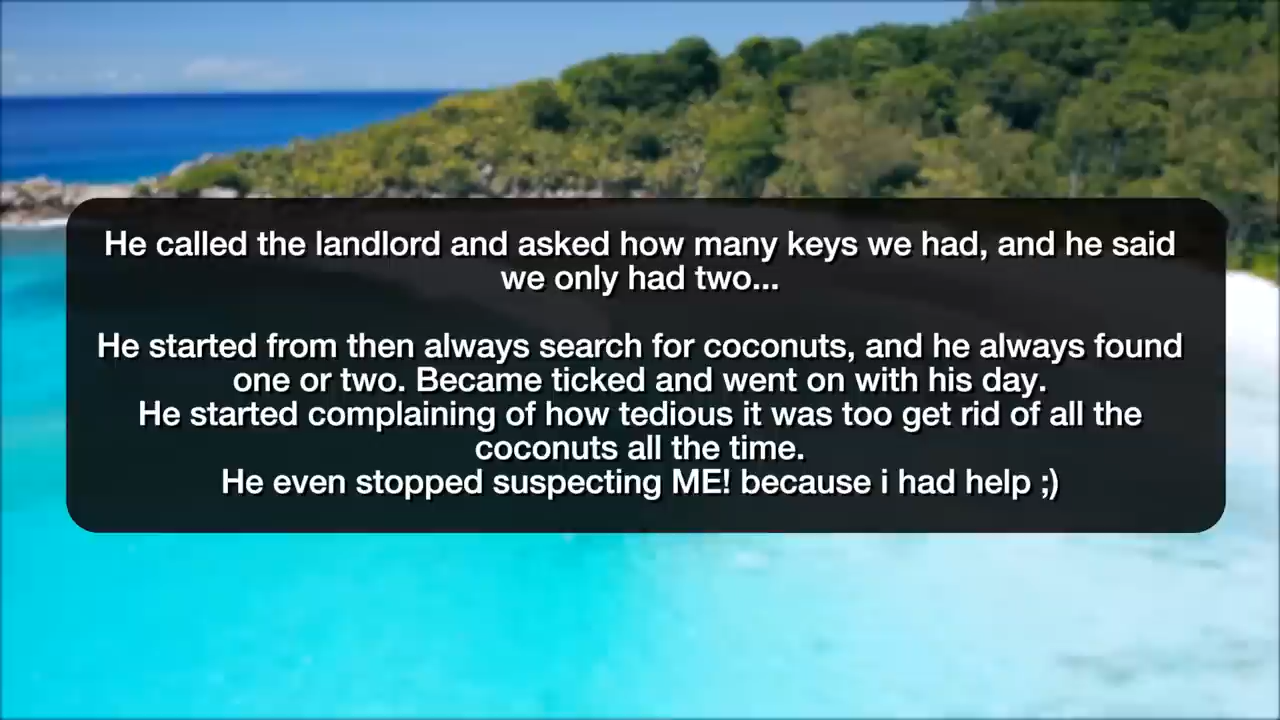 He called the landlord and asked how many keys we had, and he said
we only had two...
He started from then always search for coconuts, and he always found
one or two. Became ticked and went on with his day.
He started complaining of how tedious it was too get rid of all the
coconuts all the time.
He even stopped suspecting ME! because i had help ;)